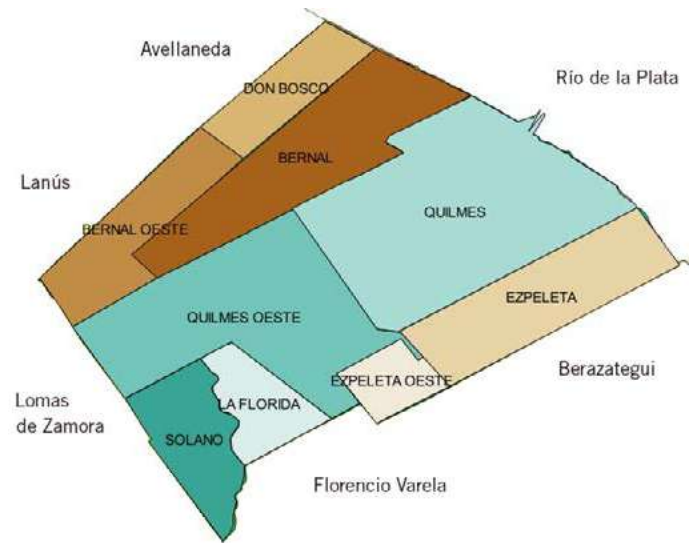 Avellaneda
Río de la Plata
DON BOSCO
BERNAL
Lanús
BERNAL OESTE
QUILMES
EZPELETA
QUILMES OESTE
Berazategui
EZPELETA OESTE
Lomas
de Zamora
LA FLORIDA
SOLANO
Florencio Varela